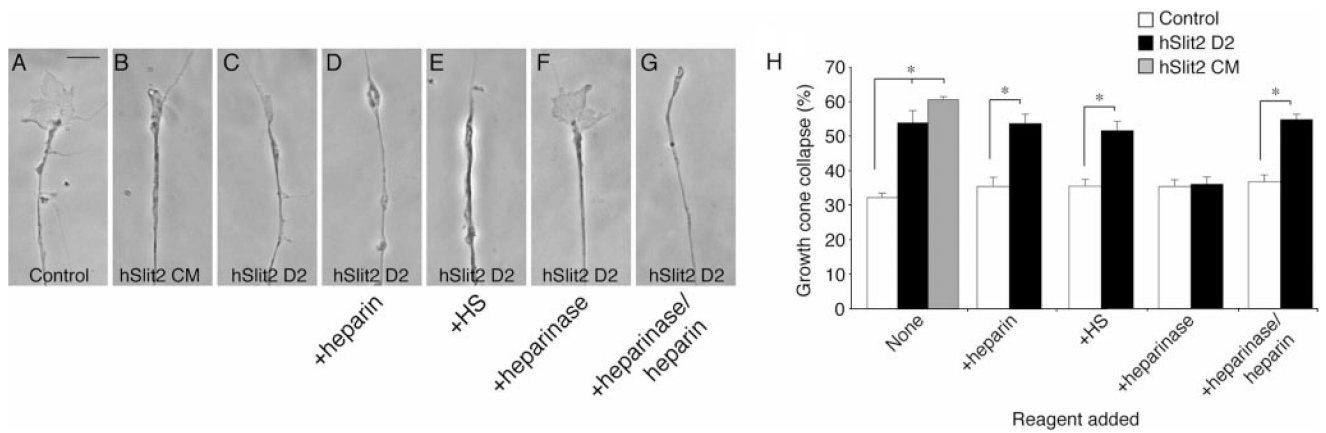 A
B
C
D
E
F
G
Control
hSlit2 CM
hSlit2 D2
hSlit2 D2
hSlit2 D2
hSlit2 D2
hSlit2 D2
+heparin
+HS
+heparinase
+heparinase/
heparin
H
Control
hSlit2 D2
hSlit2 CM
Growth cone collapse (%)
70
60
50
40
30
20
10
0
*
*
*
*
None
+heparin
+HS
+heparinase
+heparinase/
heparin
Reagent added